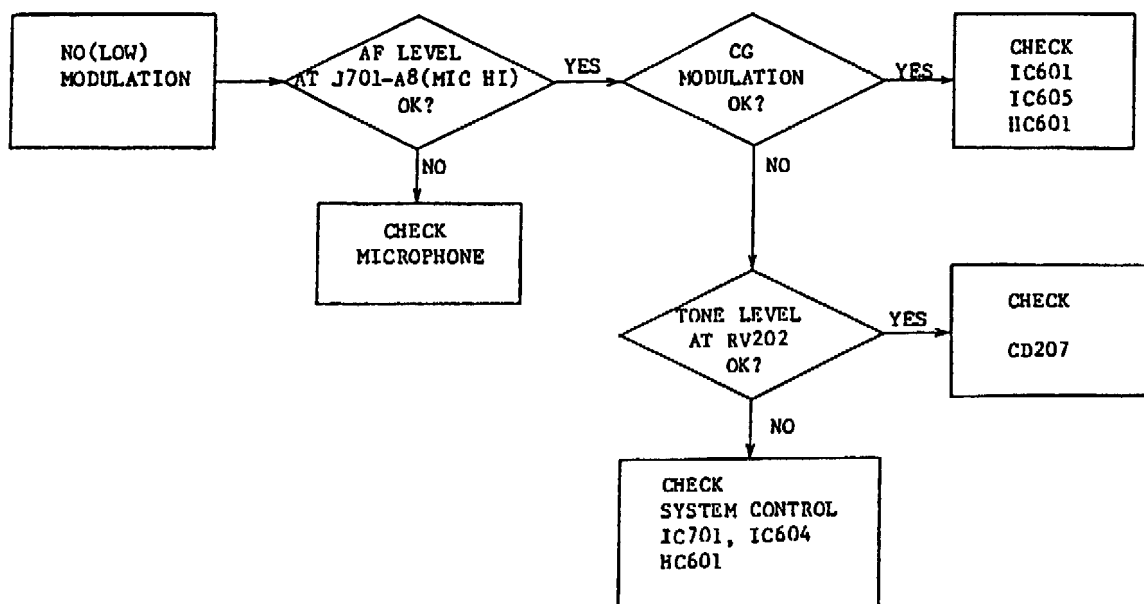 NO(LOW)
MODULATION
AF LEVEL
AT J701-A8(MIC HI)
OK?
YES
NO
CHECK
MICROPHONE
CG
MODULATION
OK?
YES
NO
CHECK
IC601
IC605
HC601
TONE LEVEL
AT RV202
OK?
YES
NO
CHECK
CD207
CHECK
SYSTEM CONTROL
IC701, IC604
HC601